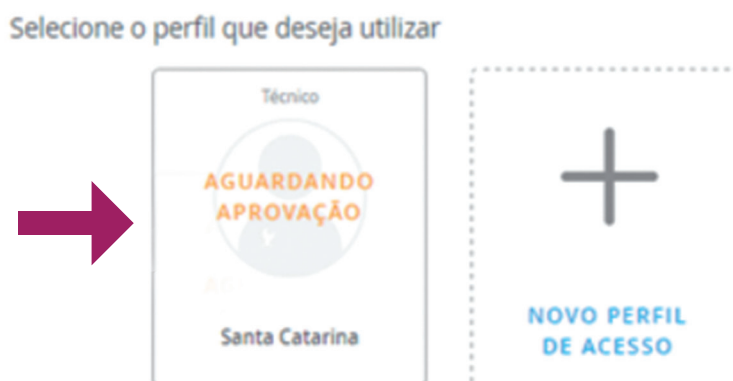 Selecione o perfil que deseja utilizar
Técnico
AGUARDANDO
APROVAÇÃO
Santa Catarina
NOVO PERFIL
DE ACESSO